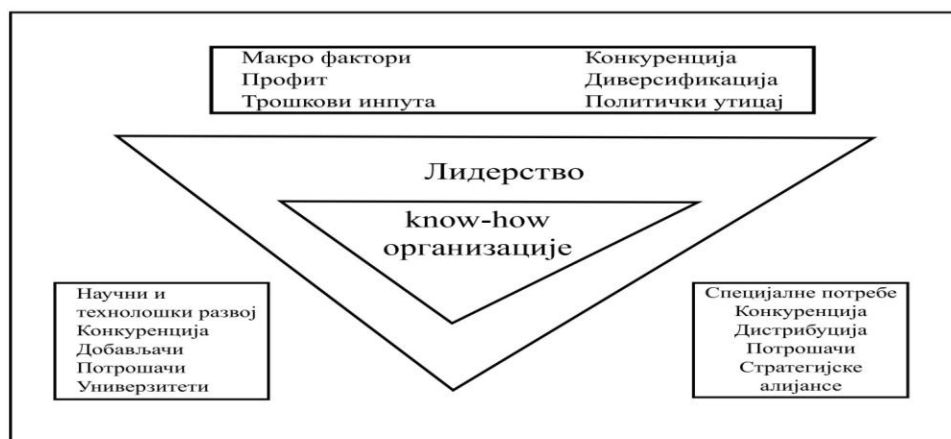 Макро фактори
Профит
Трошкови инпута
Конкуренција
Диверсификација
Политички утицај
Лидерство
know-how
организације
Научни и
технолошки развој
Конкуренција
Добављачи
Потрошачи
Универзитети
Специјалне потребе
Конкуренција
Дистрибуција
Потрошачи
Стратегијске
алијансе